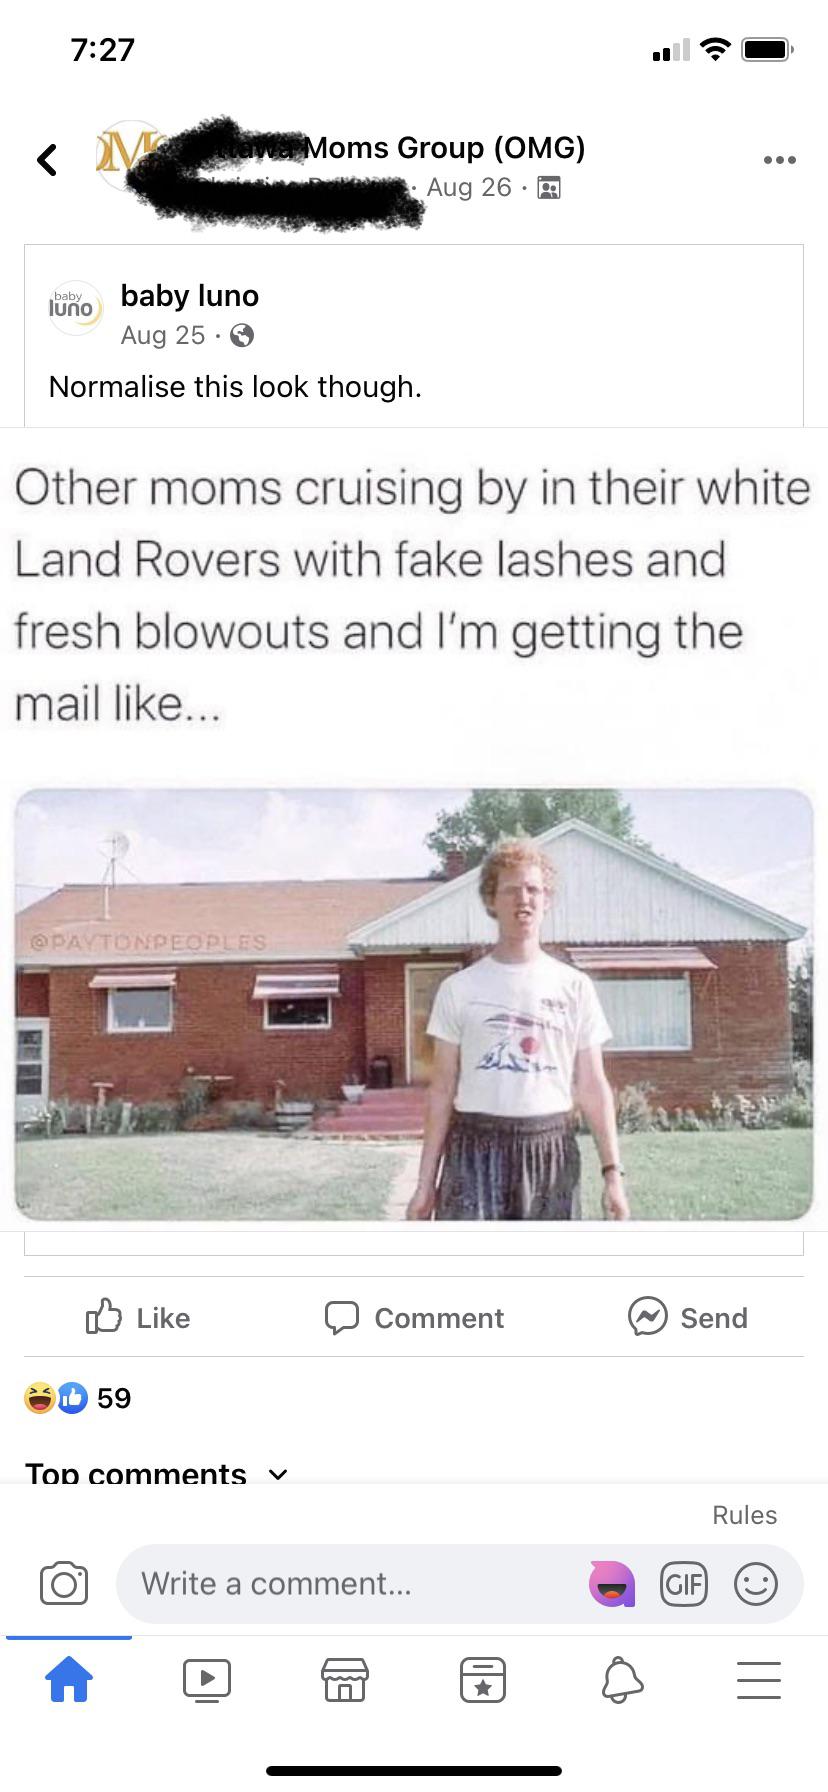 7:27
Moms Group (OMG)
· Aug 26 ·
baby luno
baby luno
Aug 25 ·
Normalise this look though.
Other moms cruising by in their white
Land Rovers with fake lashes and
fresh blowouts and I'm getting the
mail like...
@PAYTONPEOPLES
Like Comment Send
59
Top comments
Rules
Write a comment... GIF